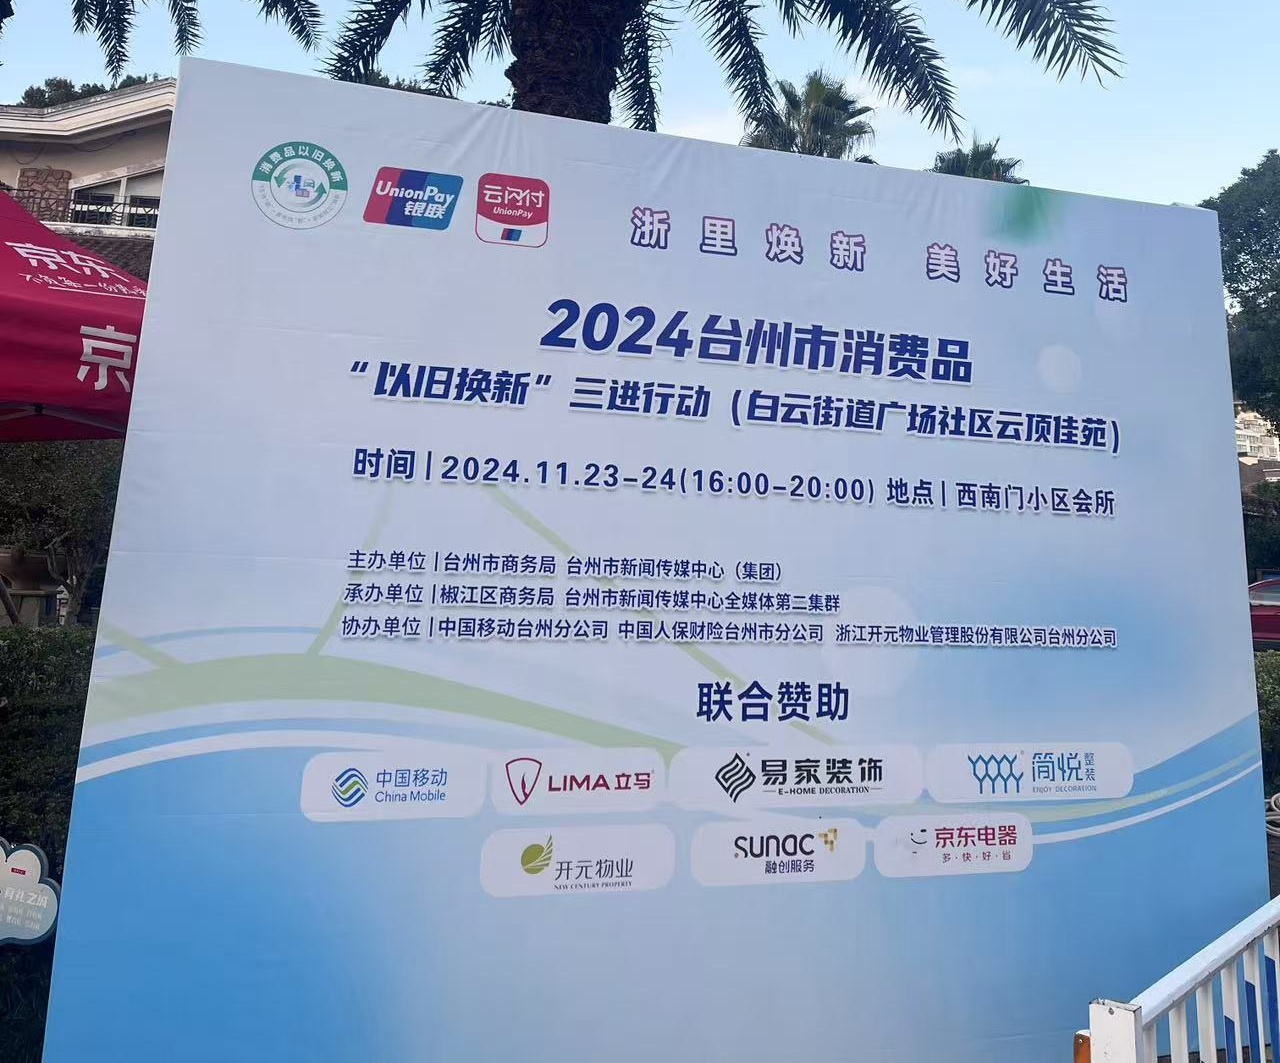 消费品以旧换新
UnionPay
银联
云闪付
UnionPay
浙里焕新 美好生活
2024台州市消费品
“以旧换新”三进行动（白云街道广场社区云顶佳苑）
时间|2024.11.23-24(16:00-20:00) 地点|西南门小区会所
主办单位|台州市商务局 台州市新闻传媒中心（集团）
承办单位|椒江区商务局 台州市新闻传媒中心全媒体第二集群
协办单位|中国移动台州分公司 中国人保财险台州市分公司 浙江开元物业管理股份有限公司台州分公司
联合赞助
中国移动
China Mobile
LIMA立马
易家装饰
E-HOME DECORATION
简悦整装
ENJOY DECORATION
开元物业
NEW CENTURY PROPERTY
sunac
融创服务
京东电器
多·快·好·省
京东
京